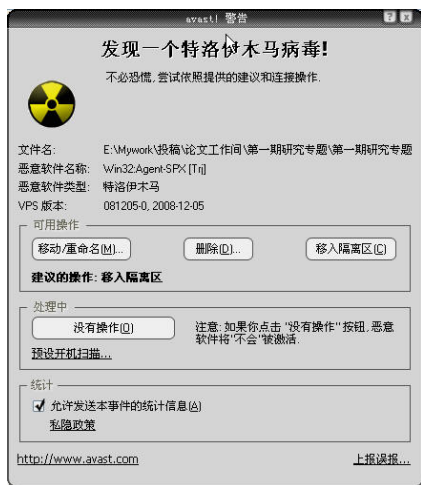 avast! 警告
发现一个特洛伊木马病毒!
不必恐慌, 尝试依照提供的建议和连接操作.
文件名: E:\Mywork\投稿\论文工作间\第一期研究专题\第一期研究专题
恶意软件名称: Win32:Agent-SPX [Trj]
恶意软件类型: 特洛伊木马
VPS 版本: 081205-0, 2008-12-05
可用操作
移动/重命名(M)... 删除(D)... 移入隔离区(C)
建议的操作: 移入隔离区
处理中
没有操作(O) 注意: 如果你点击 "没有操作" 按钮, 恶意
软件将"不会"被激活.
预设开机扫描...
统计
允许发送本事件的统计信息(A)
私隐政策
http://www.avast.com 上报误报...